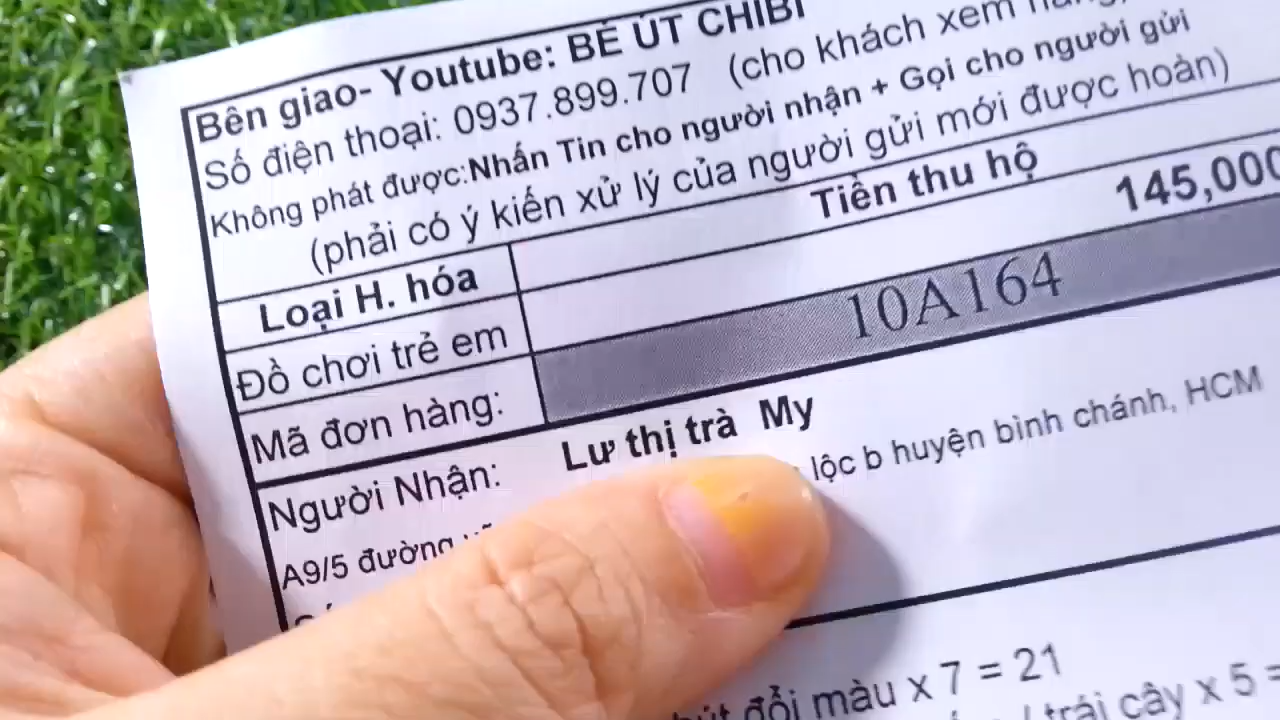 Bên giao- Youtube: BÉ ÚT CHIBI
Số điện thoại: 0937.899.707 (cho khách xem hàng,
Không phát được:Nhắn Tin cho người nhận + Gọi cho người gửi
(phải có ý kiến xử lý của người gửi mới được hoàn)
Loại H. hóa Tiền thu hộ 145,000
Đồ chơi trẻ em
Mã đơn hàng: 10A164
Người Nhận: Lư thị trà My
A9/5 đường lộc b huyện bình chánh, HCM
đổi màu x 7 = 21
trái cây x 5 =